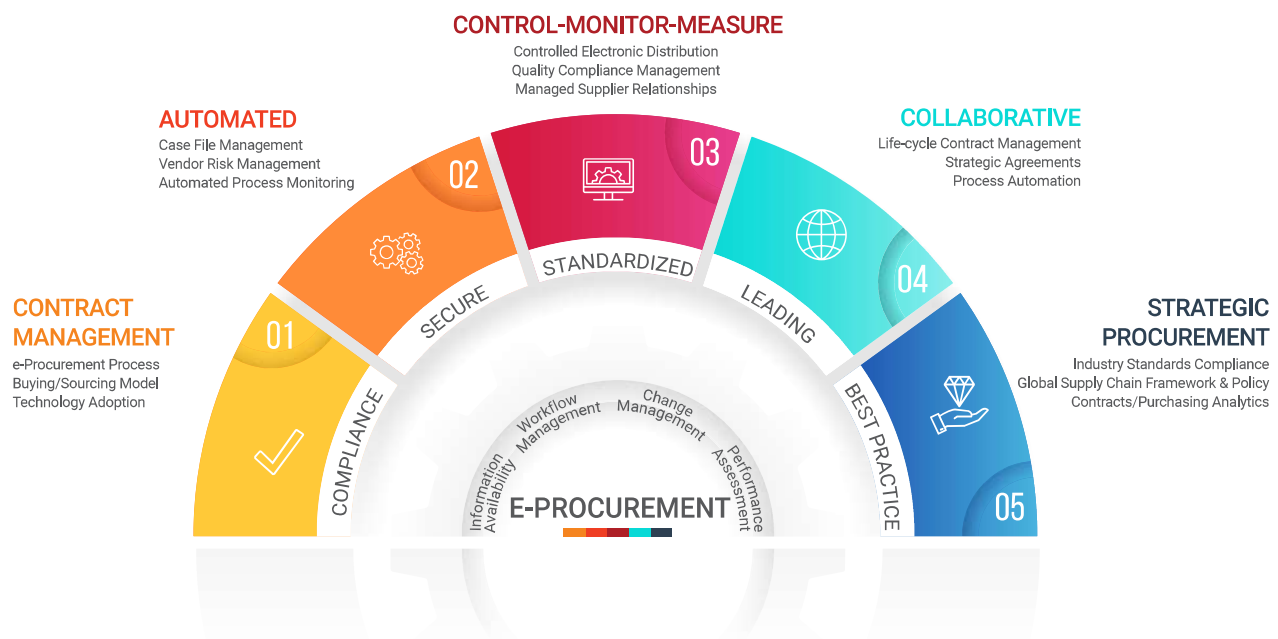 CONTROL-MONITOR-MEASURE
Controlled Electronic Distribution
Quality Compliance Management
Managed Supplier Relationships
AUTOMATED
Case File Management
Vendor Risk Management
Automated Process Monitoring
COLLABORATIVE
Life-cycle Contract Management
Strategic Agreements
Process Automation
CONTRACT
MANAGEMENT
e-Procurement Process
Buying/Sourcing Model
Technology Adoption
STRATEGIC
PROCUREMENT
Industry Standards Compliance
Global Supply Chain Framework & Policy
Contracts/Purchasing Analytics
01
02
03
04
05
COMPLIANCE
SECURE
STANDARDIZED
LEADING
BEST PRACTICE
Information
Availability
Workflow
Management
Change
Management
Performance
Assessment
E-PROCUREMENT